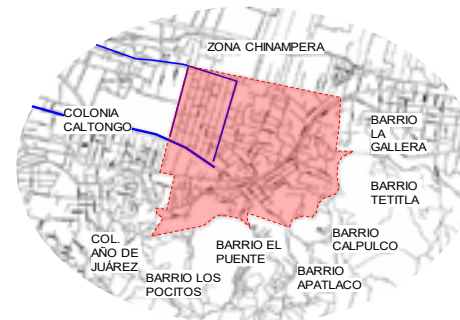 ZONA CHINAMPERA
COLONIA
CALTONGO
BARRIO
LA
GALLERA
BARRIO
TETITLA
BARRIO
CALPULCO
COL.
AÑO DE
JUÁREZ
BARRIO EL
PUENTE
BARRIO LOS
POCITOS
BARRIO
APATLACO